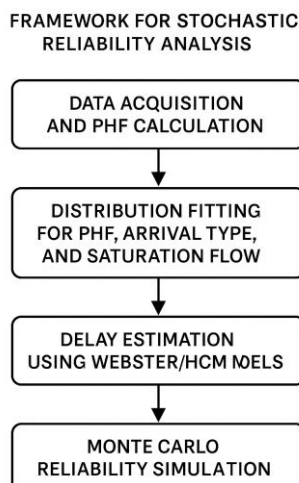 FRAMEWORK FOR STOCHASTIC
RELIABILITY ANALYSIS
DATA ACQUISITION
AND PHF CALCULATION
DISTRIBUTION FITTING
FOR PHF, ARRIVAL TYPE,
AND SATURATION FLOW
DELAY ESTIMATION
USING WEBSTER/HCM
MONTE CARLO
RELIABILITY SIMULATION